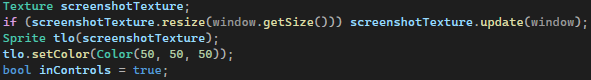 Texture screenshotTexture;
if (screenshotTexture.resize(window.getSize())) screenshotTexture.update(window);
Sprite tlo(screenshotTexture);
tlo.setColor(Color(50, 50, 50));
bool inControls = true;